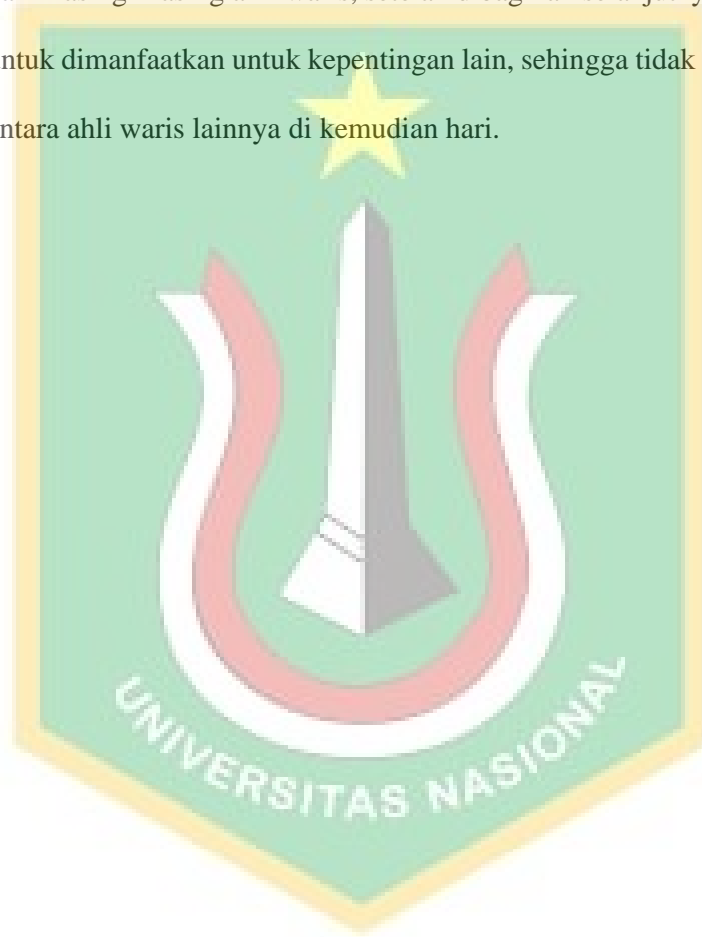 untuk dimanfaatkan untuk kepentingan lain, sehingga tidak
antara ahli waris lainnya di kemudian hari.
UNIVERSITAS NASIONAL